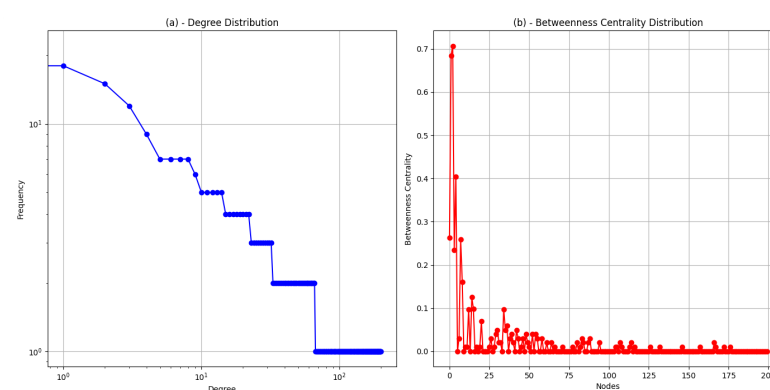 (a) - Degree Distribution
Frequency
10¹
10⁰
10⁰ 10¹ 10²
Degree
(b) - Betweenness Centrality Distribution
Betweenness Centrality
0.7
0.6
0.5
0.4
0.3
0.2
0.1
0.0
0 25 50 75 100 125 150 175 200
Nodes